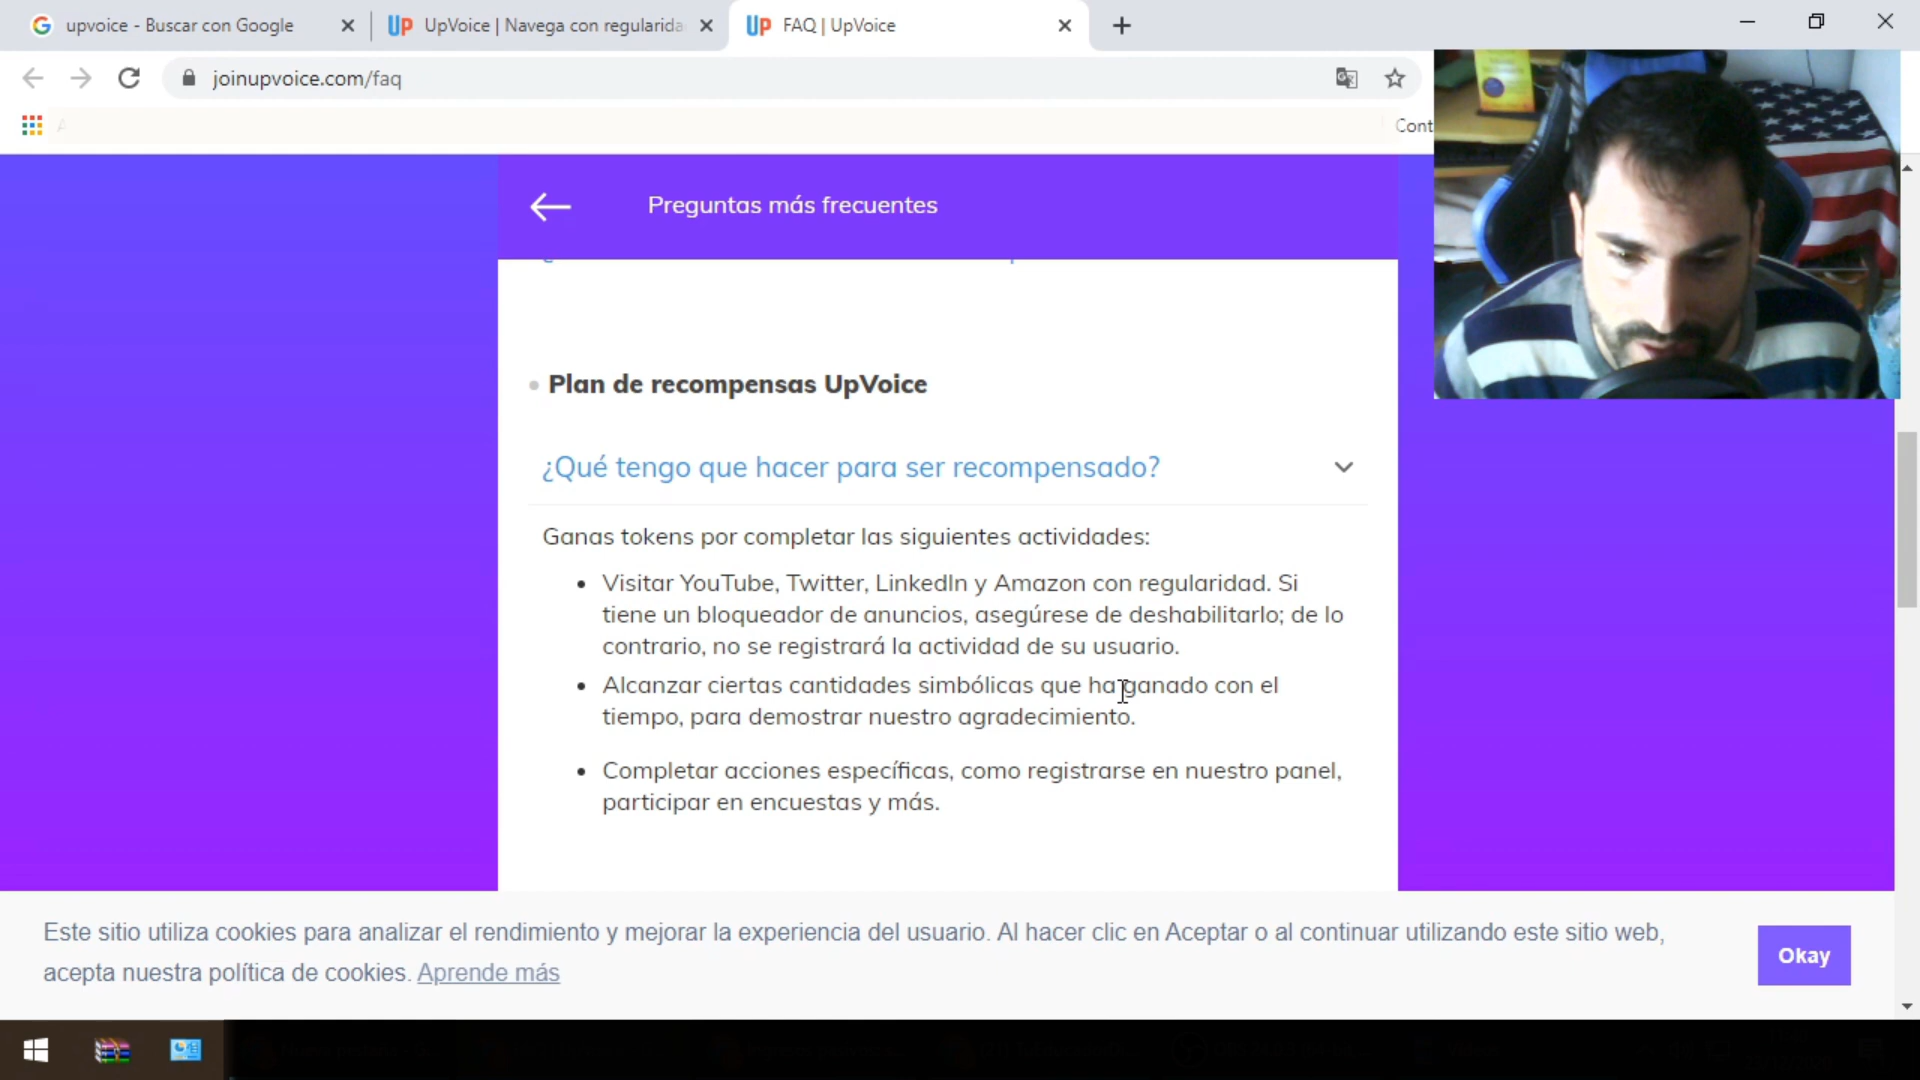 upvoice - Buscar con Google
UP UpVoice | Navega con regularida
UP FAQ | UpVoice
joinupvoice.com/faq
Cont
Preguntas más frecuentes
Plan de recompensas UpVoice
¿Qué tengo que hacer para ser recompensado?
Ganas tokens por completar las siguientes actividades:
Visitar YouTube, Twitter, LinkedIn y Amazon con regularidad. Si
tiene un bloqueador de anuncios, asegúrese de deshabilitarlo; de lo
contrario, no se registrará la actividad de su usuario.
Alcanzar ciertas cantidades simbólicas que ha ganado con el
tiempo, para demostrar nuestro agradecimiento.
Completar acciones específicas, como registrarse en nuestro panel,
participar en encuestas y más.
Este sitio utiliza cookies para analizar el rendimiento y mejorar la experiencia del usuario. Al hacer clic en Aceptar o al continuar utilizando este sitio web,
acepta nuestra política de cookies. Aprende más
Okay